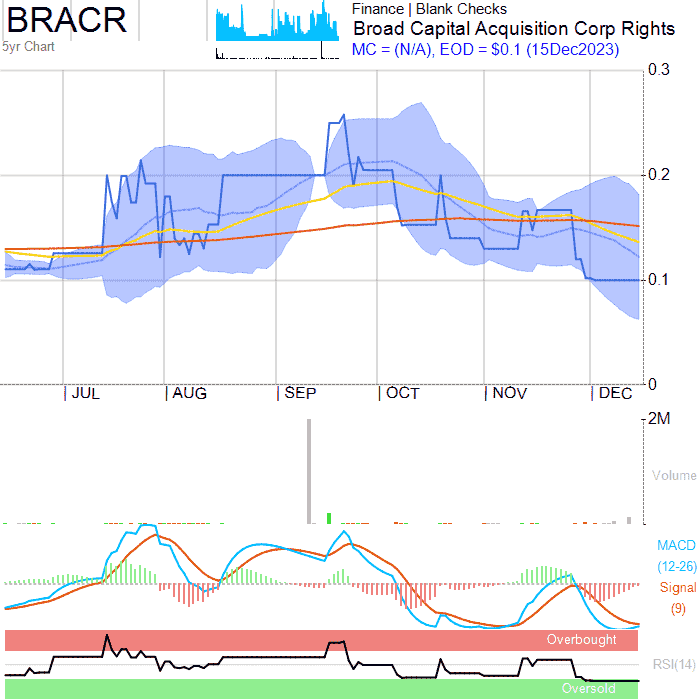 BRACR
5yr Chart
Finance | Blank Checks
Broad Capital Acquisition Corp Rights
MC = (N/A), EOD = $0.1 (15Dec2023)
0.3
0.2
0.1
0
JUL AUG SEP OCT NOV DEC
2M
Volume
MACD
(12-26)
Signal
(9)
Overbought
RSI(14)
Oversold